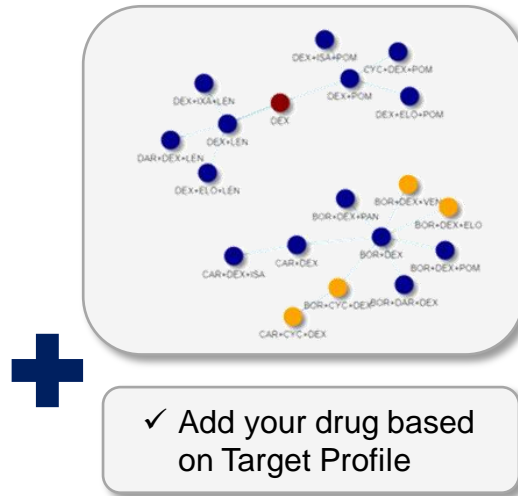 DEX+ISA+POM
CYC+DEX+POM
DEX+POM
DEX+IXA+LEN
DEX+ELO+POM
DEX
DEX+LEN
DAR+DEX+LEN
DEX+ELO+LEN
BOR+DEX+VEN
BOR+DEX+PAN
BOR+DEX+ELO
BOR+DEX
CAR+DEX
BOR+DEX+POM
CAR+DEX+ISA
BOR+CYC+DEX
BOR+DAR+DEX
CAR+CYC+DEX
✓ Add your drug based
on Target Profile